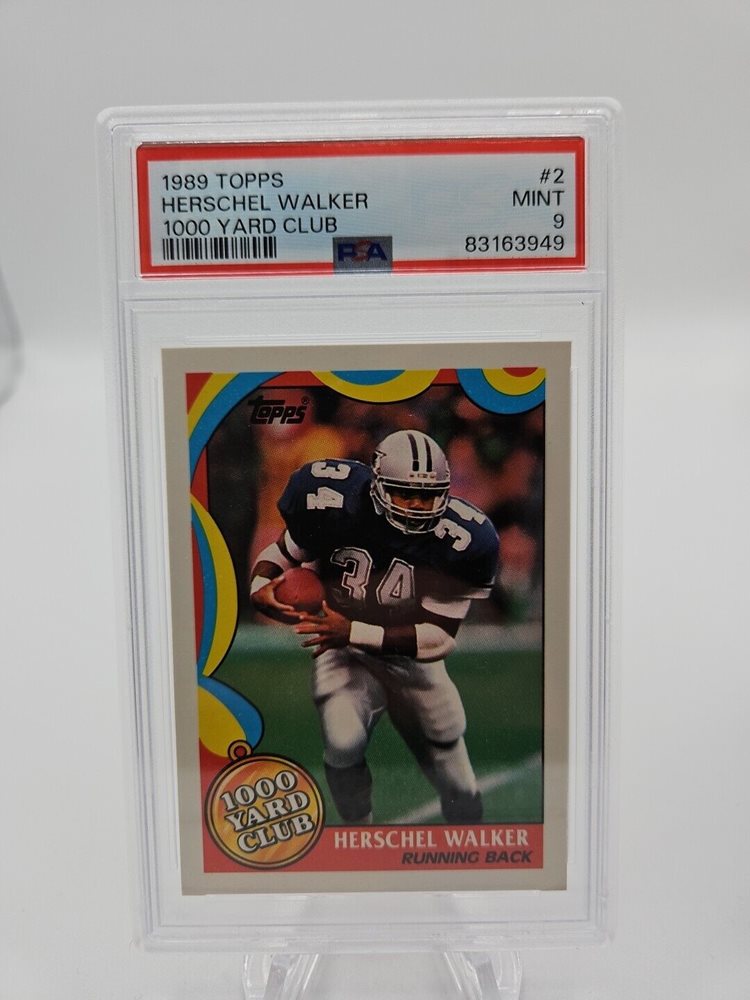 1989 TOPPS #2
HERSCHEL WALKER MINT
1000 YARD CLUB 9
PSA 83163949
Topps®
34
34
34
1000
YARD
CLUB
HERSCHEL WALKER
RUNNING BACK